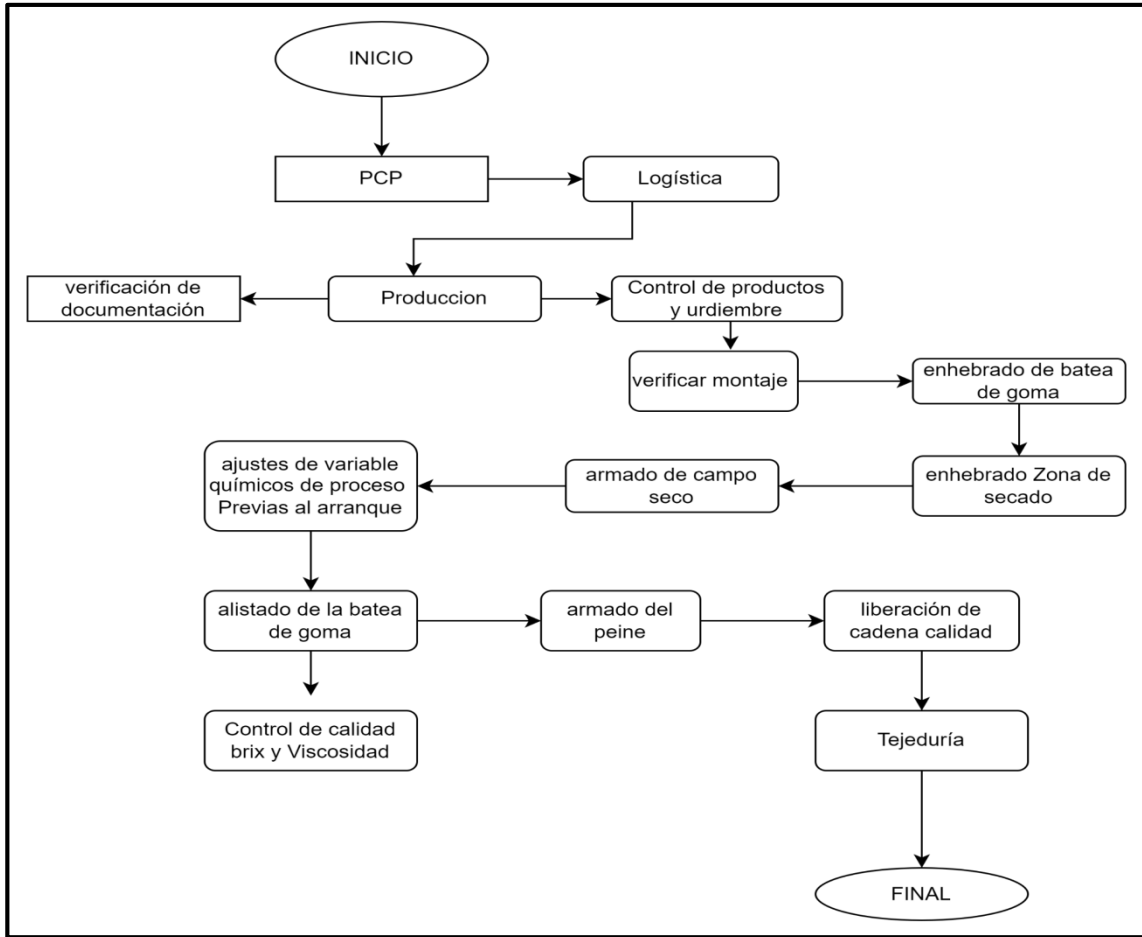 INICIO
PCP
Logística
verificación de
documentación
Produccion
Control de productos
y urdiembre
verificar montaje
enhebrado de batea
de goma
ajustes de variable
químicos de proceso
Previas al arranque
armado de campo
seco
enhebrado Zona de
secado
alistado de la batea
de goma
armado del
peine
liberación de
cadena calidad
Control de calidad
brix y Viscosidad
Tejeduría
FINAL